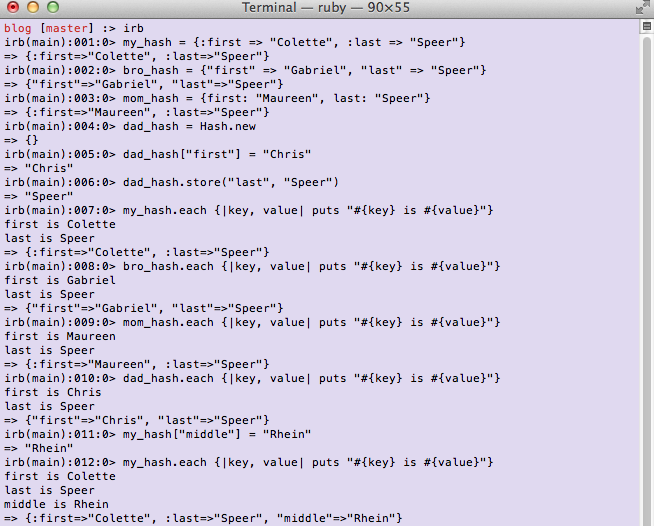 Terminal — ruby — 90×55
blog [master] :> irb
irb(main):001:0> my_hash = {:first => "Colette", :last => "Speer"}
=> {:first=>"Colette", :last=>"Speer"}
irb(main):002:0> bro_hash = {"first" => "Gabriel", "last" => "Speer"}
=> {"first"=>"Gabriel", "last"=>"Speer"}
irb(main):003:0> mom_hash = {first: "Maureen", last: "Speer"}
=> {:first=>"Maureen", :last=>"Speer"}
irb(main):004:0> dad_hash = Hash.new
=> {}
irb(main):005:0> dad_hash["first"] = "Chris"
=> "Chris"
irb(main):006:0> dad_hash.store("last", "Speer")
=> "Speer"
irb(main):007:0> my_hash.each {|key, value| puts "#{key} is #{value}"}
first is Colette
last is Speer
=> {:first=>"Colette", :last=>"Speer"}
irb(main):008:0> bro_hash.each {|key, value| puts "#{key} is #{value}"}
first is Gabriel
last is Speer
=> {"first"=>"Gabriel", "last"=>"Speer"}
irb(main):009:0> mom_hash.each {|key, value| puts "#{key} is #{value}"}
first is Maureen
last is Speer
=> {:first=>"Maureen", :last=>"Speer"}
irb(main):010:0> dad_hash.each {|key, value| puts "#{key} is #{value}"}
first is Chris
last is Speer
=> {"first"=>"Chris", "last"=>"Speer"}
irb(main):011:0> my_hash["middle"] = "Rhein"
=> "Rhein"
irb(main):012:0> my_hash.each {|key, value| puts "#{key} is #{value}"}
first is Colette
last is Speer
middle is Rhein
=> {:first=>"Colette", :last=>"Speer", "middle"=>"Rhein"}